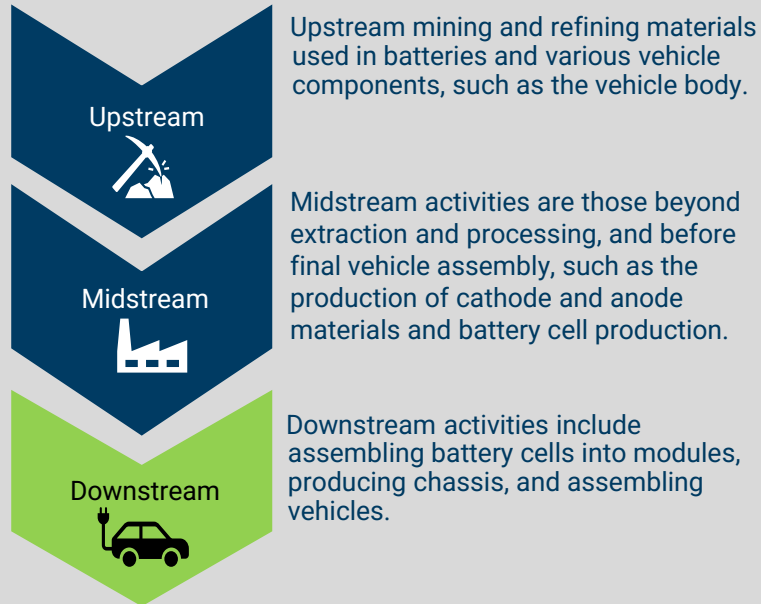 Upstream
Upstream mining and refining materials
used in batteries and various vehicle
components, such as the vehicle body.
Midstream
Midstream activities are those beyond
extraction and processing, and before
final vehicle assembly, such as the
production of cathode and anode
materials and battery cell production.
Downstream
Downstream activities include
assembling battery cells into modules,
producing chassis, and assembling
vehicles.